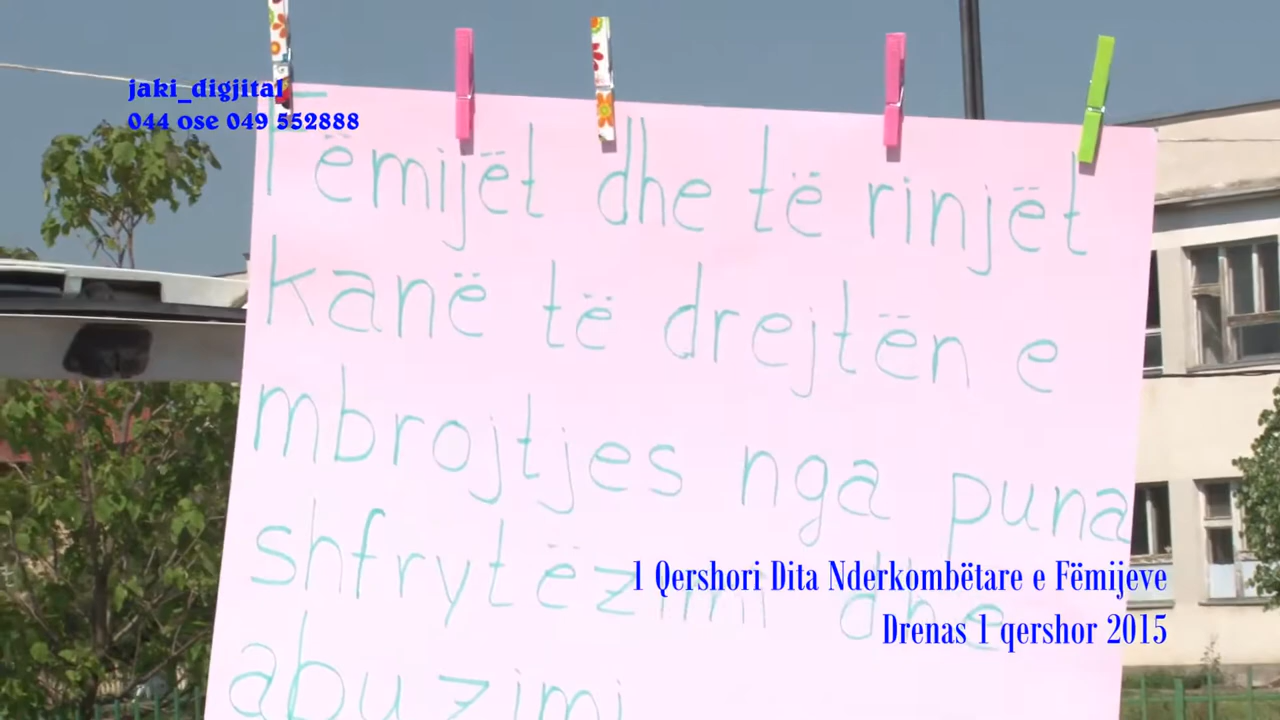 jaki_digjital
044 ose 049 552888
Fëmijët dhe të rinjët
kanë të drejtën e
mbrojtjes nga puna
shfrytëzimi dhe
abuzimi
1 Qershori Dita Nderkombëtare e Fëmijeve
Drenas 1 qershor 2015